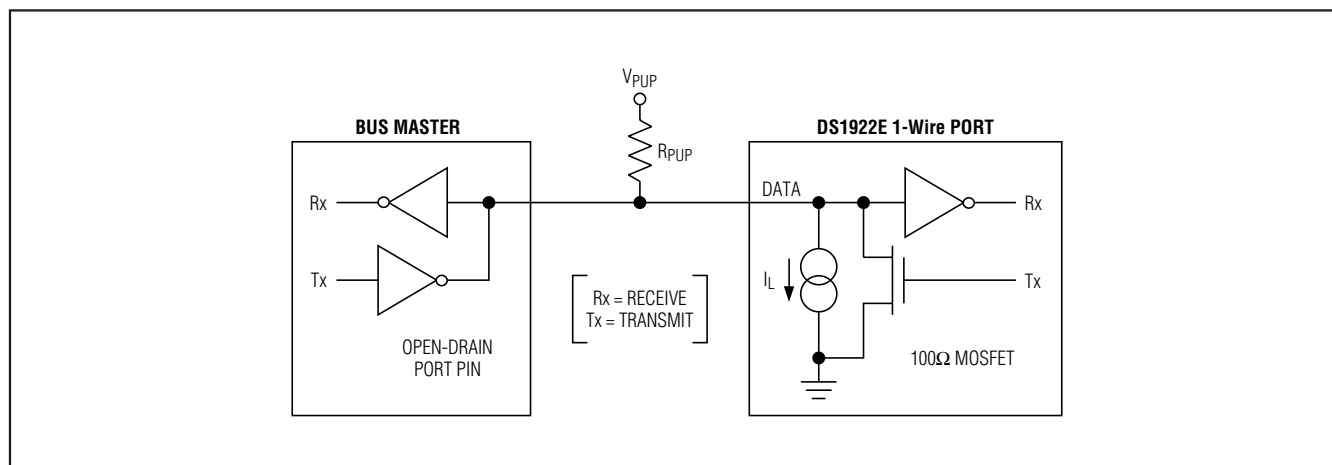 VPUP
BUS MASTER
DS1922E 1-Wire PORT
RPUP
DATA
Rx
Rx
Tx
IL
Tx
Rx = RECEIVE
Tx = TRANSMIT
OPEN-DRAIN
PORT PIN
100Ω MOSFET